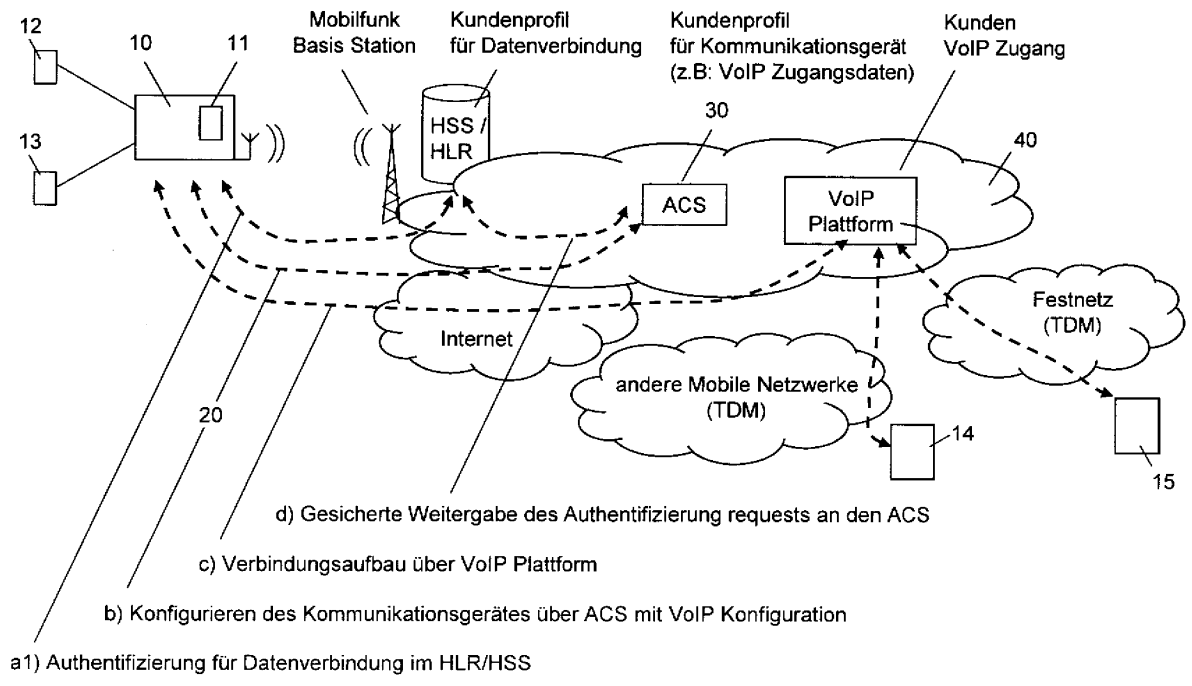 12
10
11
Mobilfunk
Basis Station
Kundenprofil
für Datenverbindung
Kundenprofil
für Kommunikationsgerät
(z.B: VoIP Zugangsdaten)
Kunden
VoIP Zugang
13
HSS /
HLR
30
ACS
VoIP
Plattform
40
Internet
Festnetz
(TDM)
andere Mobile Netzwerke
(TDM)
20
14
15
d) Gesicherte Weitergabe des Authentifizierung requests an den ACS
c) Verbindungsaufbau über VoIP Plattform
b) Konfigurieren des Kommunikationsgerätes über ACS mit VoIP Konfiguration
a1) Authentifizierung für Datenverbindung im HLR/HSS